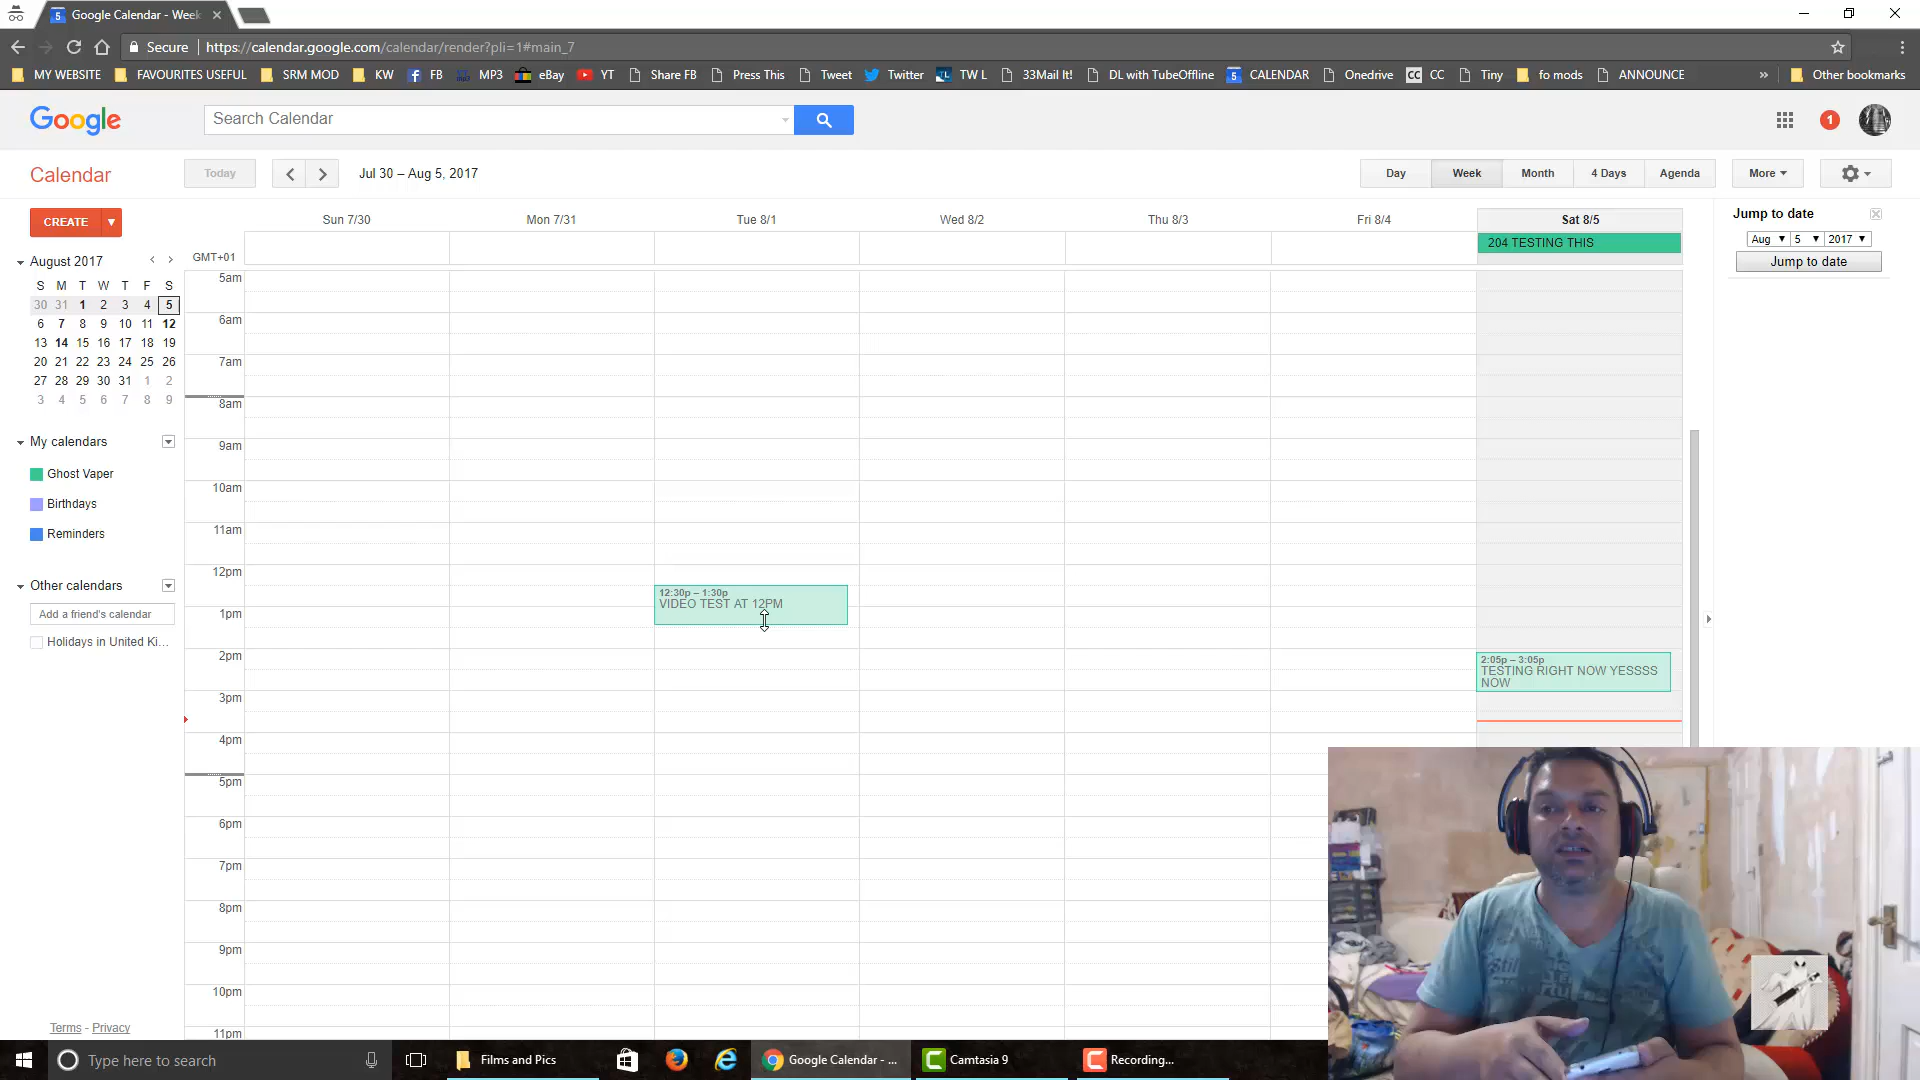 Google Calendar - Week
Secure
https://calendar.google.com/calendar/render?pli=1#main_7
MY WEBSITE
FAVOURITES USEFUL
SRM MOD
KW
FB
MP3
eBay
YT
Share FB
Press This
Tweet
Twitter
TW L
33Mail It!
DL with TubeOffline
CALENDAR
Onedrive
CC CC
Tiny
fo mods
ANNOUNCE
»
Other bookmarks
Google
Search Calendar
1
Calendar
Today
Jul 30 – Aug 5, 2017
Day
Week
Month
4 Days
Agenda
More
CREATE
Sun 7/30
Mon 7/31
Tue 8/1
Wed 8/2
Thu 8/3
Fri 8/4
Sat 8/5
GMT+01
204 TESTING THIS
Jump to date
Aug 5 2017
Jump to date
August 2017
S M T W T F S
30 31 1 2 3 4 5
6 7 8 9 10 11 12
13 14 15 16 17 18 19
20 21 22 23 24 25 26
27 28 29 30 31 1 2
3 4 5 6 7 8 9
My calendars
Ghost Vaper
Birthdays
Reminders
Other calendars
Add a friend's calendar
Holidays in United Ki...
Terms - Privacy
5am
6am
7am
8am
9am
10am
11am
12pm
1pm
2pm
3pm
4pm
5pm
6pm
7pm
8pm
9pm
10pm
11pm
12:30p – 1:30p
VIDEO TEST AT 12PM
2:05p – 3:05p
TESTING RIGHT NOW YESSSS
NOW
Type here to search
Films and Pics
Google Calendar - ...
Camtasia 9
Recording...